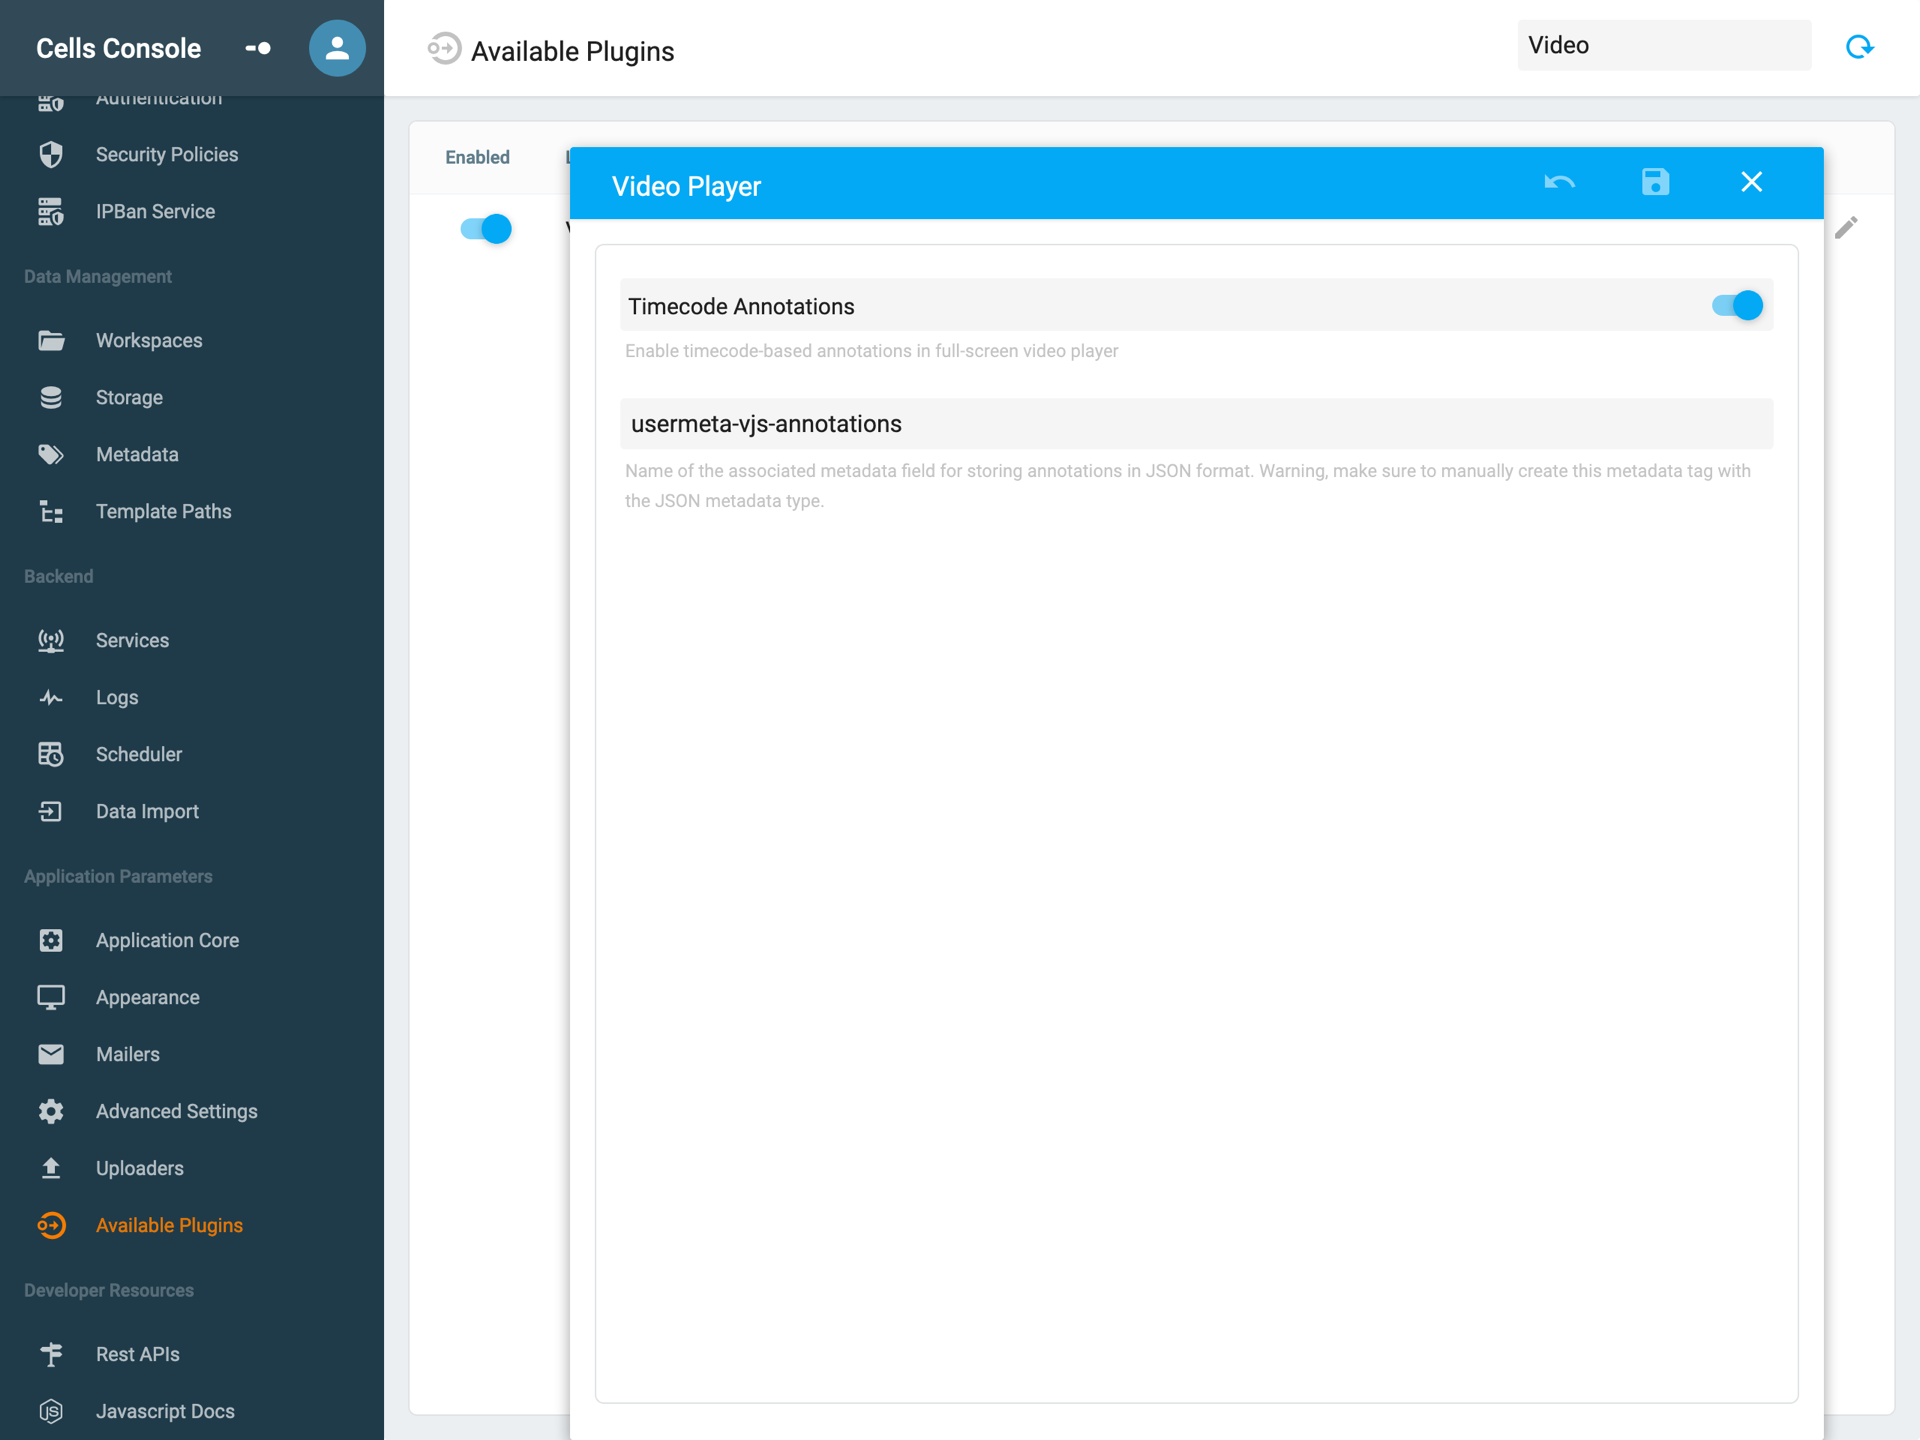 Cells Console
Authentication
Security Policies
IPBan Service
Data Management
Workspaces
Storage
Metadata
Template Paths
Backend
Services
Logs
Scheduler
Data Import
Application Parameters
Application Core
Appearance
Mailers
Advanced Settings
Uploaders
Available Plugins
Developer Resources
Rest APIs
JS Javascript Docs
Available Plugins
Video
Enabled
Video Player
Timecode Annotations
Enable timecode-based annotations in full-screen video player
usermeta-vjs-annotations
Name of the associated metadata field for storing annotations in JSON format. Warning, make sure to manually create this metadata tag with
the JSON metadata type.